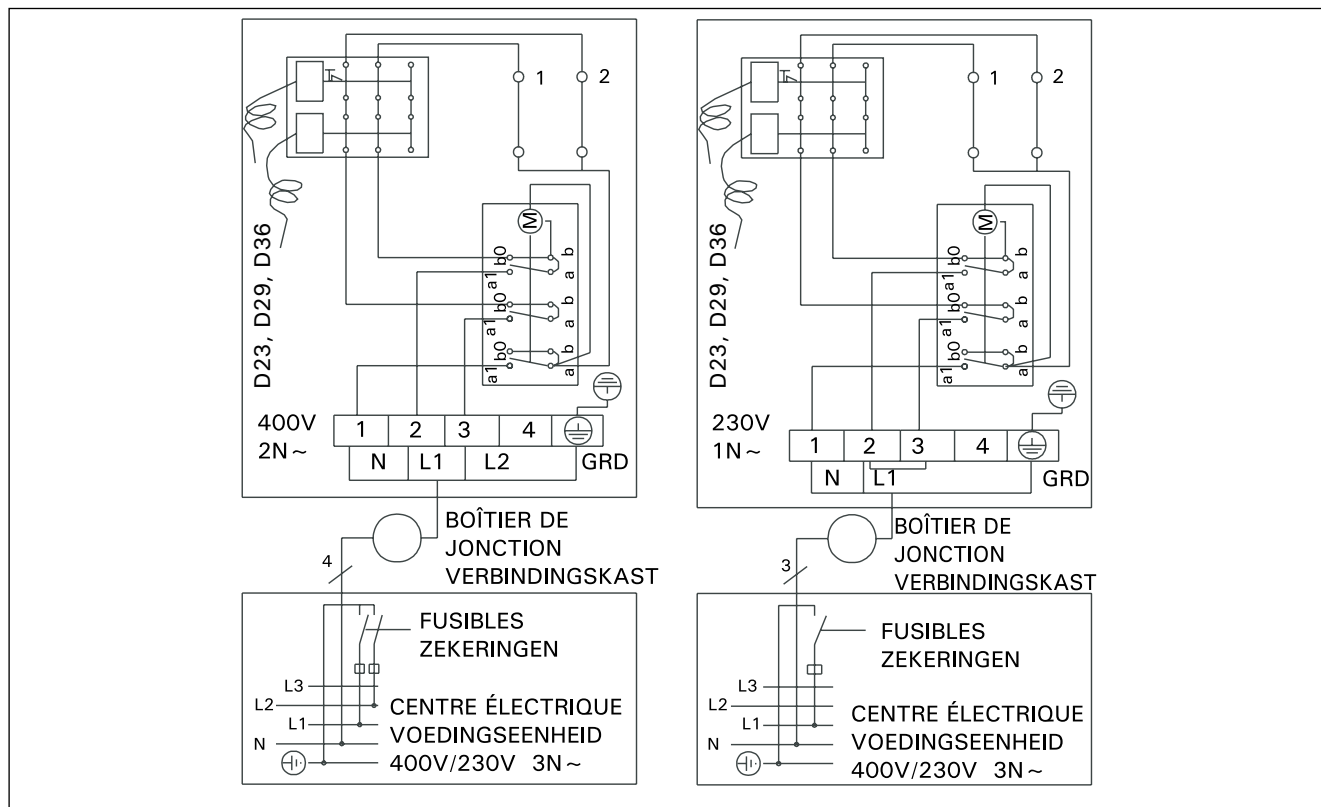 1
2
D23, D29, D36
M
b0
b
a1
a
b0
b
a1
a
b0
b
a1
a
400V
2N~
1
2
3
4
N
L1
L2
GRD
BOÎTIER DE
JONCTION
VERBINDINGSKAST
4
FUSIBLES
ZEKERINGEN
L3
L2
L1
N
CENTRE ÉLECTRIQUE
VOEDINGSEENHEID
400V/230V 3N~
1
2
D23, D29, D36
M
b0
b
a1
a
b0
b
a1
a
b0
b
a1
a
230V
1N~
1
2
3
4
N
L1
GRD
BOÎTIER DE
JONCTION
VERBINDINGSKAST
3
FUSIBLES
ZEKERINGEN
L3
L2
L1
N
CENTRE ÉLECTRIQUE
VOEDINGSEENHEID
400V/230V 3N~